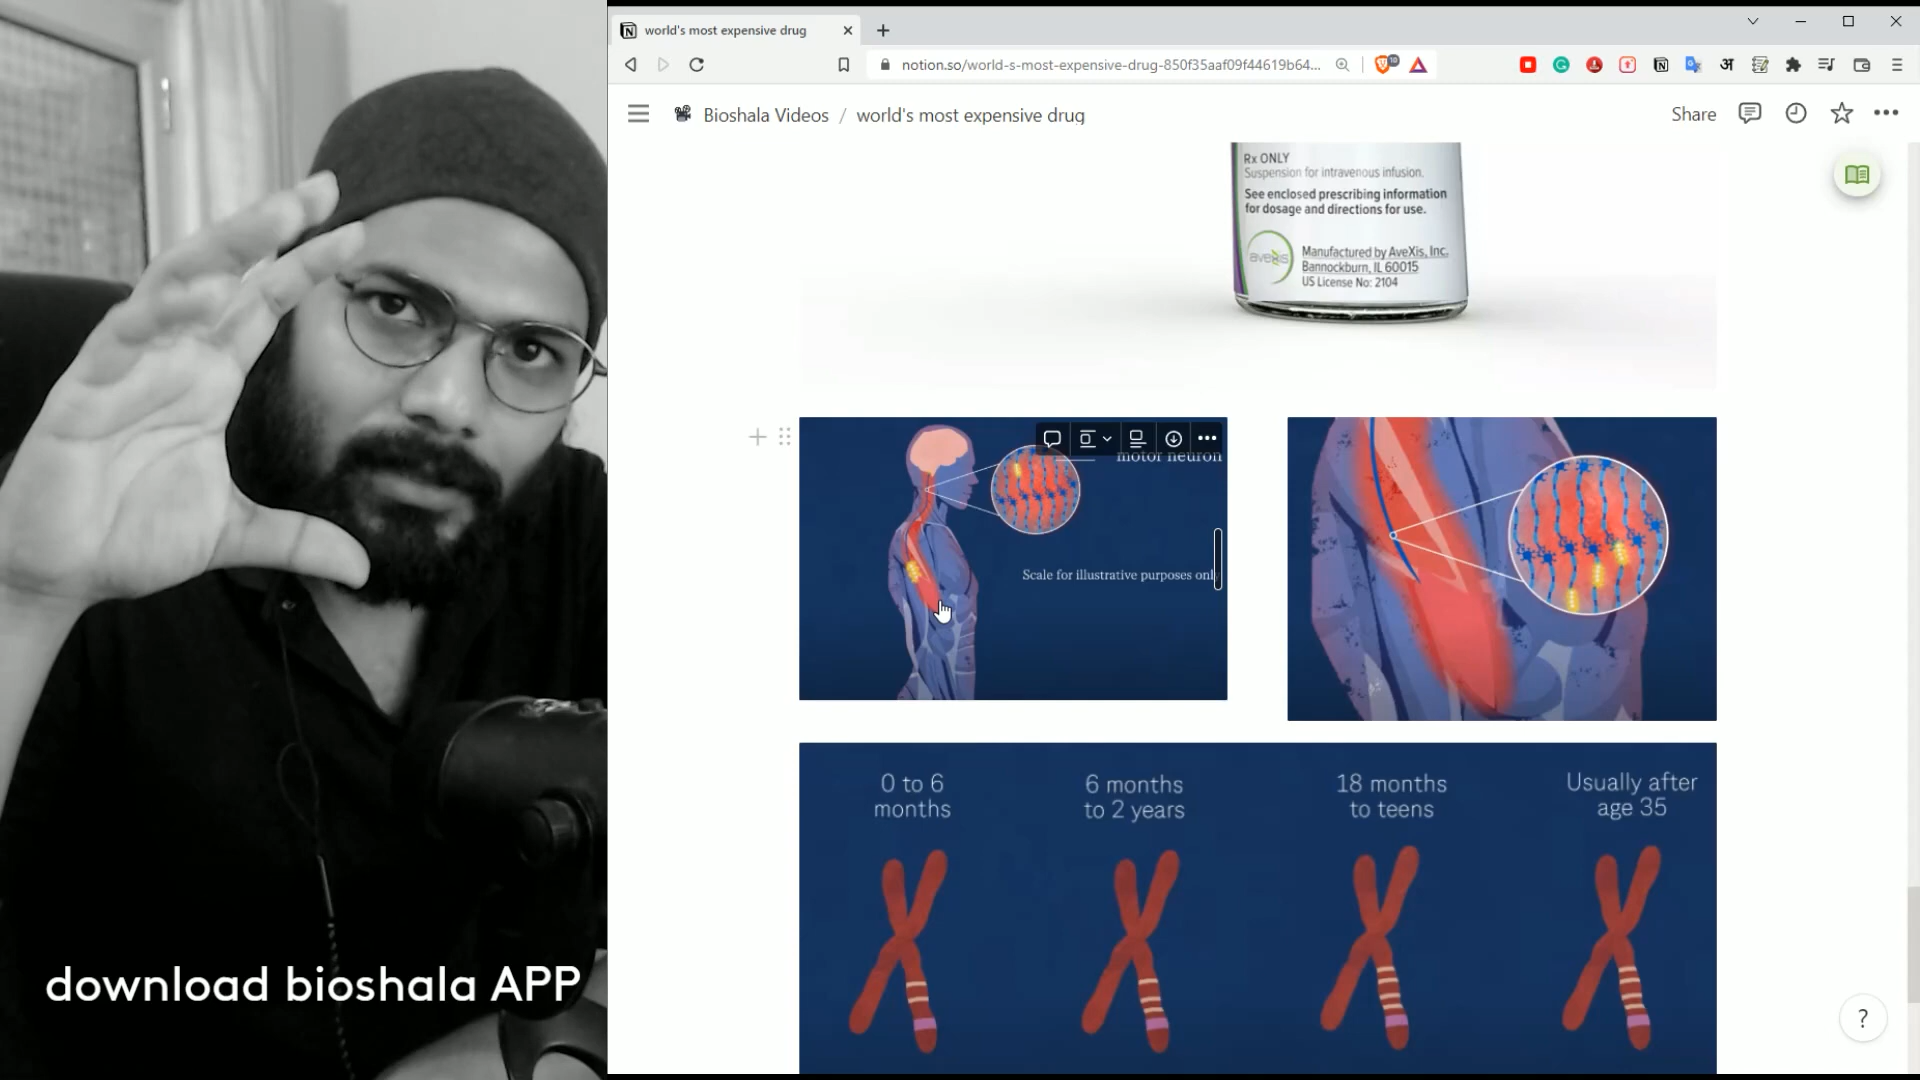 world's most expensive drug
notion.so/world-s-most-expensive-drug-850f35aaf09f44619b64...
10
अ
Bioshala Videos / world's most expensive drug
Share
Rx ONLY
Suspension for intravenous infusion.
See enclosed prescribing information
for dosage and directions for use.
avexis
Manufactured by AveXis, Inc.
Bannockburn, IL 60015
US License No: 2104
motor neuron
Scale for illustrative purposes only
0 to 6
months
6 months
to 2 years
18 months
to teens
Usually after
age 35
download bioshala APP
?